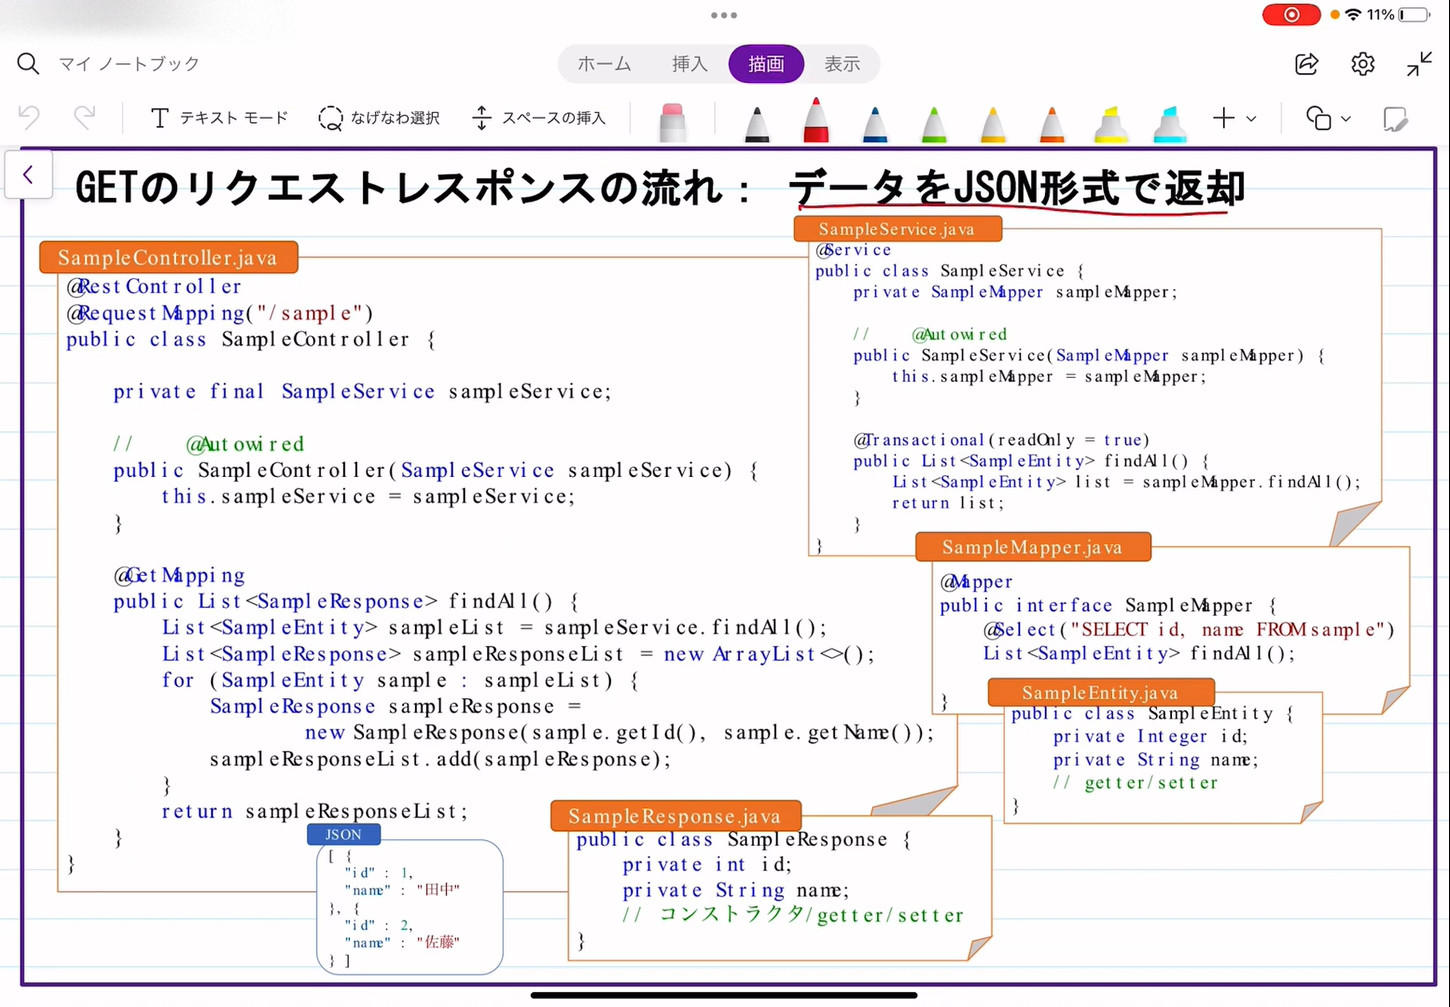 11%
マイ ノートブック
ホーム 挿入 描画 表示
テキスト モード なげなわ選択 スペースの挿入
GETのリクエストレスポンスの流れ： データをJSON形式で返却
SampleController.java
@RestController
@RequestMapping("/sample")
public class SampleController {
private final SampleService sampleService;
// @Autowired
public SampleController(SampleService sampleService) {
this.sampleService = sampleService;
}
@GetMapping
public List<SampleResponse> findAll() {
List<SampleEntity> sampleList = sampleService.findAll();
List<SampleResponse> sampleResponseList = new ArrayList<>();
for (SampleEntity sample : sampleList) {
SampleResponse sampleResponse =
new SampleResponse(sample.getId(), sample.getName());
sampleResponseList.add(sampleResponse);
}
return sampleResponseList;
}
}
JSON
[ {
"id" : 1,
"name" : "田中"
}, {
"id" : 2,
"name" : "佐藤"
} ]
SampleService.java
@Service
public class SampleService {
private SampleMapper sampleMapper;
// @Autowired
public SampleService(SampleMapper sampleMapper) {
this.sampleMapper = sampleMapper;
}
@Transactional(readOnly = true)
public List<SampleEntity> findAll() {
List<SampleEntity> list = sampleMapper.findAll();
return list;
}
}
SampleMapper.java
@Mapper
public interface SampleMapper {
@Select("SELECT id, name FROM sample")
List<SampleEntity> findAll();
}
SampleEntity.java
public class SampleEntity {
private Integer id;
private String name;
// getter/setter
}
SampleResponse.java
public class SampleResponse {
private int id;
private String name;
// コンストラクタ/getter/setter
}